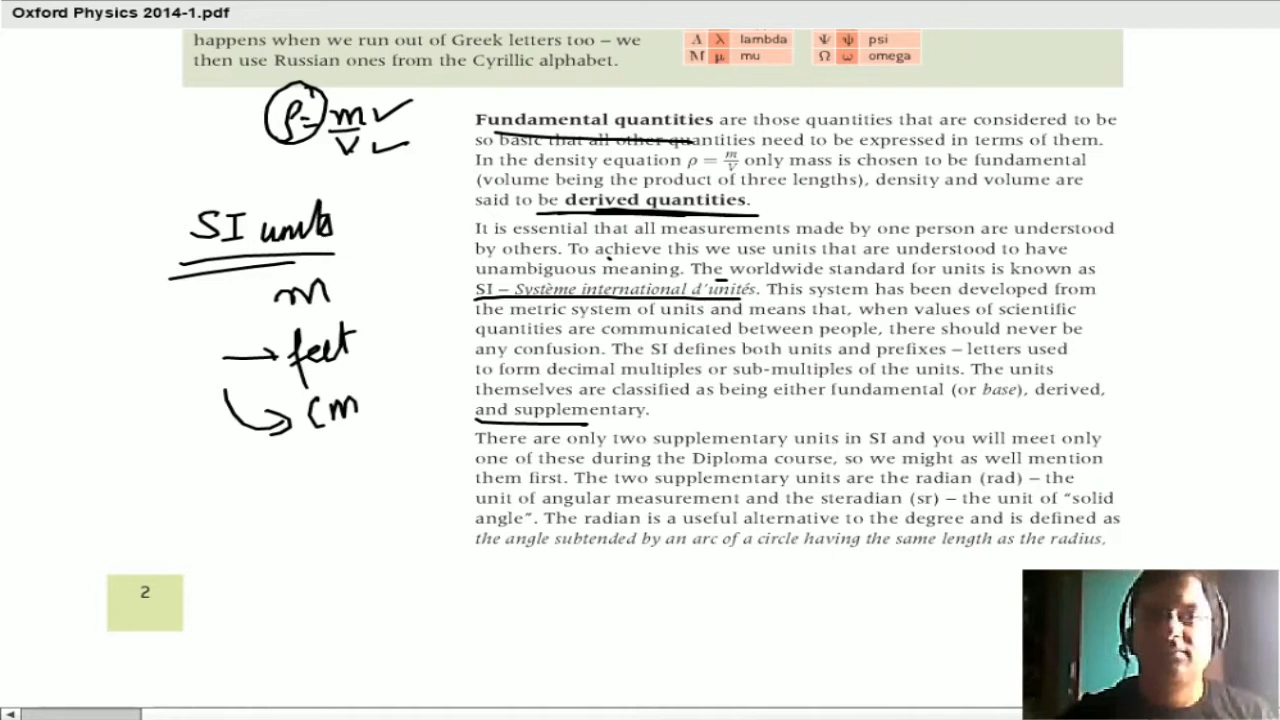 Oxford Physics 2014-1.pdf
happens when we run out of Greek letters too – we
then use Russian ones from the Cyrillic alphabet.
Λ λ lambda Ψ ψ psi
M μ mu Ω ω omega
ρ = m
V
SI units
m
feet
cm
Fundamental quantities are those quantities that are considered to be
so basic that all other quantities need to be expressed in terms of them.
In the density equation ρ = m/V only mass is chosen to be fundamental
(volume being the product of three lengths), density and volume are
said to be derived quantities.
It is essential that all measurements made by one person are understood
by others. To achieve this we use units that are understood to have
unambiguous meaning. The worldwide standard for units is known as
SI – Système international d'unités. This system has been developed from
the metric system of units and means that, when values of scientific
quantities are communicated between people, there should never be
any confusion. The SI defines both units and prefixes – letters used
to form decimal multiples or sub-multiples of the units. The units
themselves are classified as being either fundamental (or base), derived,
and supplementary.
There are only two supplementary units in SI and you will meet only
one of these during the Diploma course, so we might as well mention
them first. The two supplementary units are the radian (rad) – the
unit of angular measurement and the steradian (sr) – the unit of "solid
angle". The radian is a useful alternative to the degree and is defined as
the angle subtended by an arc of a circle having the same length as the radius,
2